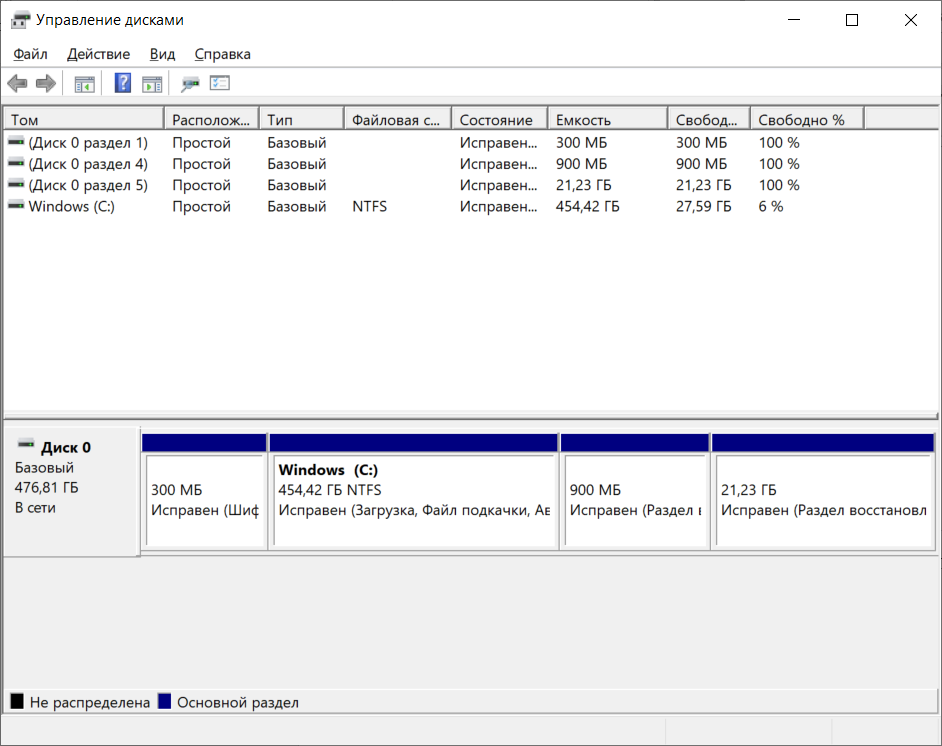 Управление дисками
Файл Действие Вид Справка
Том Располож... Тип Файловая с... Состояние Емкость Свобод... Свободно %
(Диск 0 раздел 1) Простой Базовый Исправен... 300 МБ 300 МБ 100 %
(Диск 0 раздел 4) Простой Базовый Исправен... 900 МБ 900 МБ 100 %
(Диск 0 раздел 5) Простой Базовый Исправен... 21,23 ГБ 21,23 ГБ 100 %
Windows (C:) Простой Базовый NTFS Исправен... 454,42 ГБ 27,59 ГБ 6 %
Диск 0
Базовый
476,81 ГБ
В сети
300 МБ
Исправен (Шиф
Windows (C:)
454,42 ГБ NTFS
Исправен (Загрузка, Файл подкачки, Ав
900 МБ
Исправен (Раздел в
21,23 ГБ
Исправен (Раздел восстановл
Не распределена Основной раздел